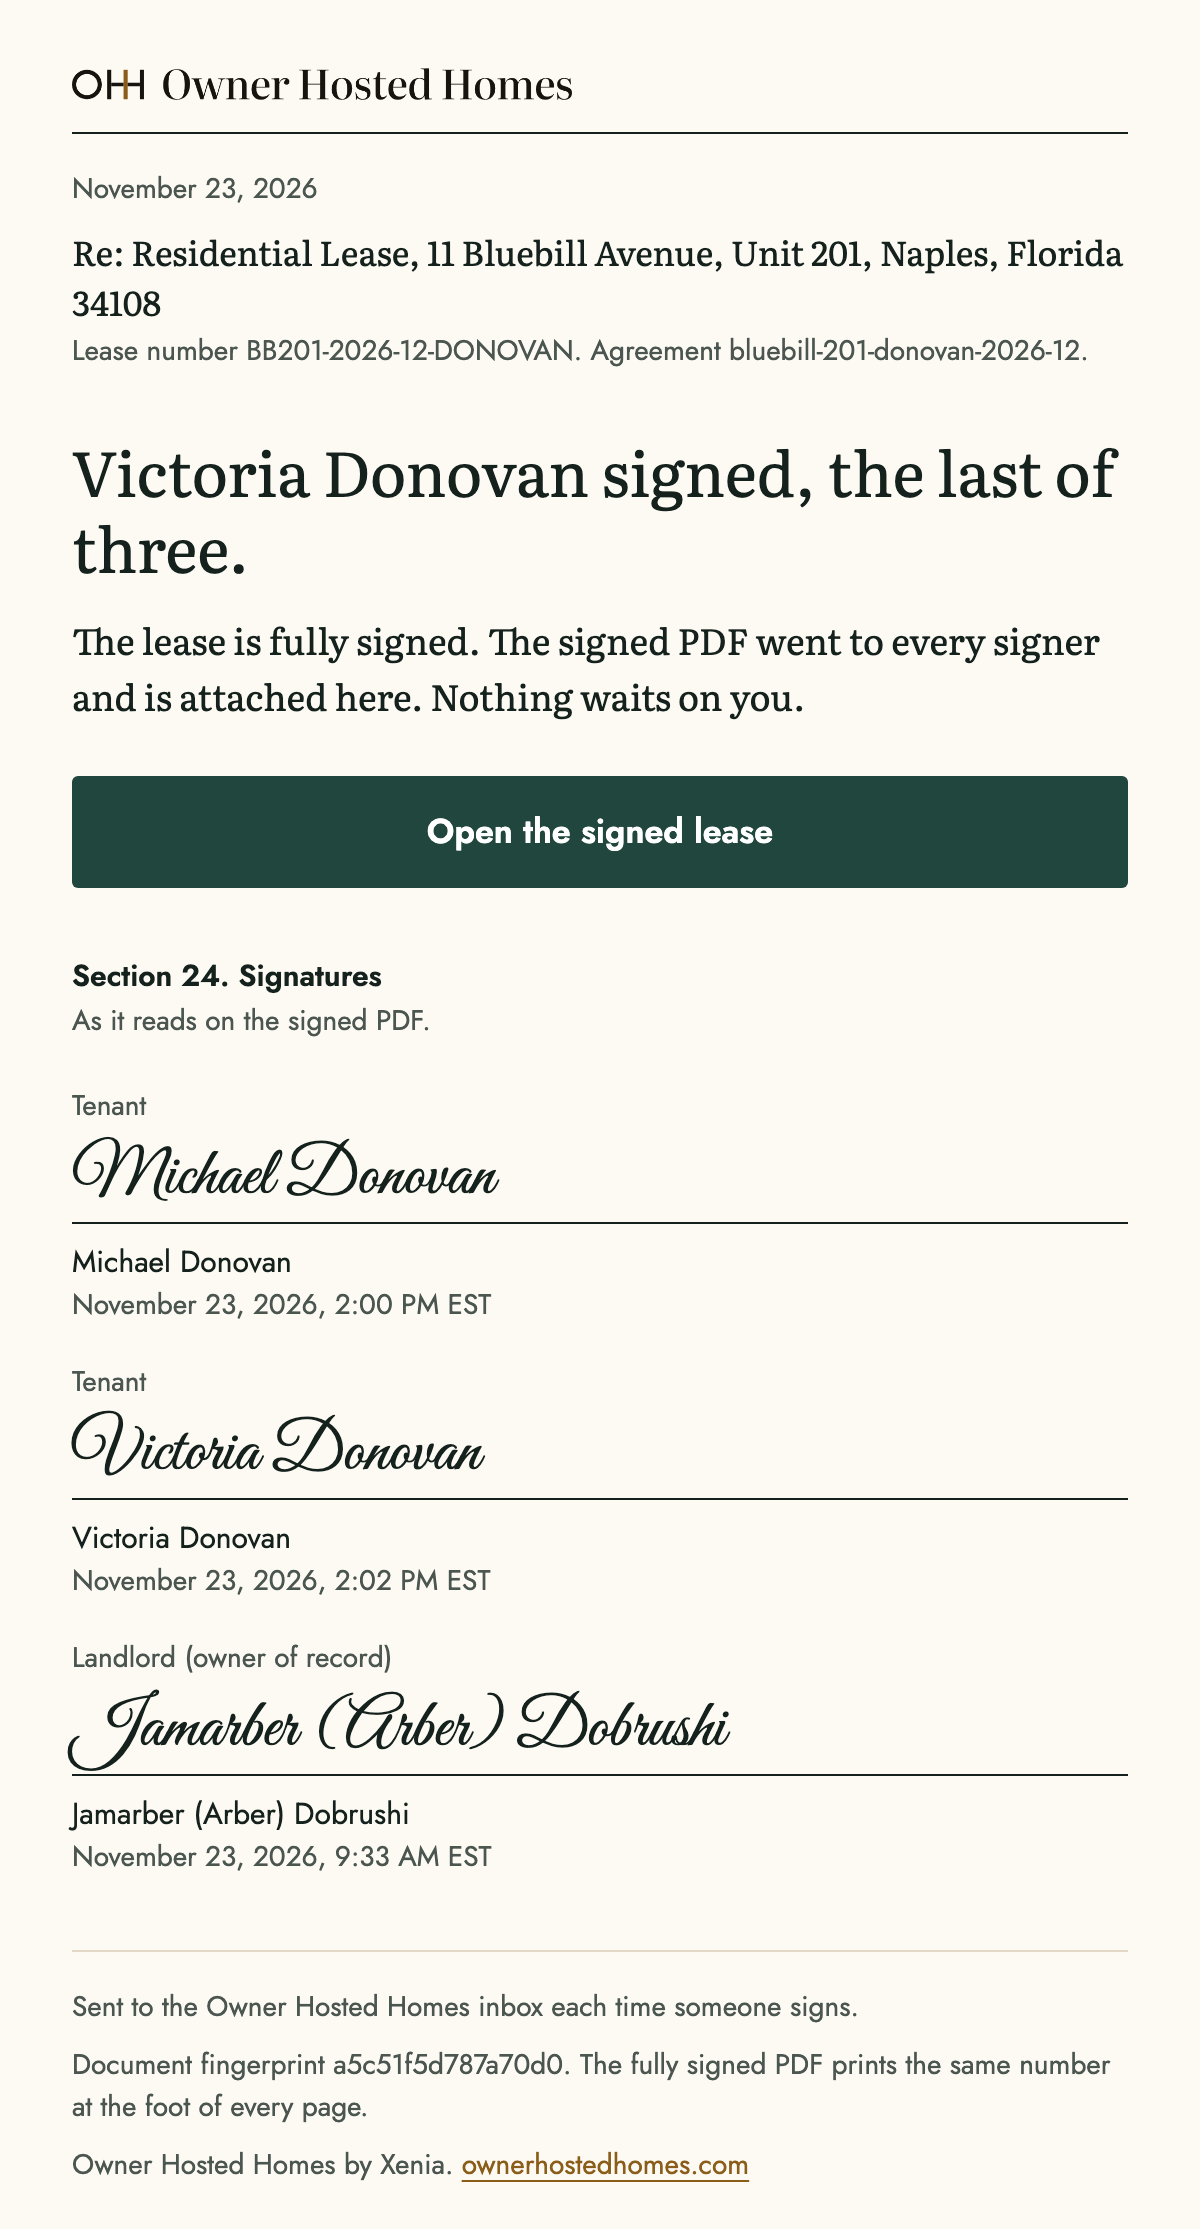 OHH Owner Hosted Homes
November 23, 2026
Re: Residential Lease, 11 Bluebill Avenue, Unit 201, Naples, Florida
34108
Lease number BB201-2026-12-DONOVAN. Agreement bluebill-201-donovan-2026-12.
Victoria Donovan signed, the last of
three.
The lease is fully signed. The signed PDF went to every signer
and is attached here. Nothing waits on you.
Open the signed lease
Section 24. Signatures
As it reads on the signed PDF.
Tenant
Michael Donovan
Michael Donovan
November 23, 2026, 2:00 PM EST
Tenant
Victoria Donovan
Victoria Donovan
November 23, 2026, 2:02 PM EST
Landlord (owner of record)
Jamarber (Arber) Dobrushi
Jamarber (Arber) Dobrushi
November 23, 2026, 9:33 AM EST
Sent to the Owner Hosted Homes inbox each time someone signs.
Document fingerprint a5c51f5d787a70d0. The fully signed PDF prints the same number
at the foot of every page.
Owner Hosted Homes by Xenia. ownerhostedhomes.com